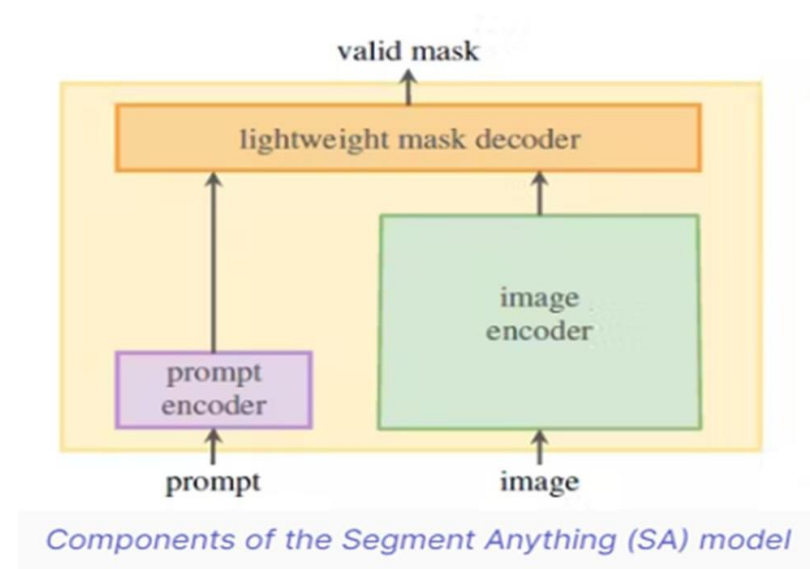 valid mask
lightweight mask decoder
image
encoder
prompt
encoder
prompt
image
Components of the Segment Anything (SA) model